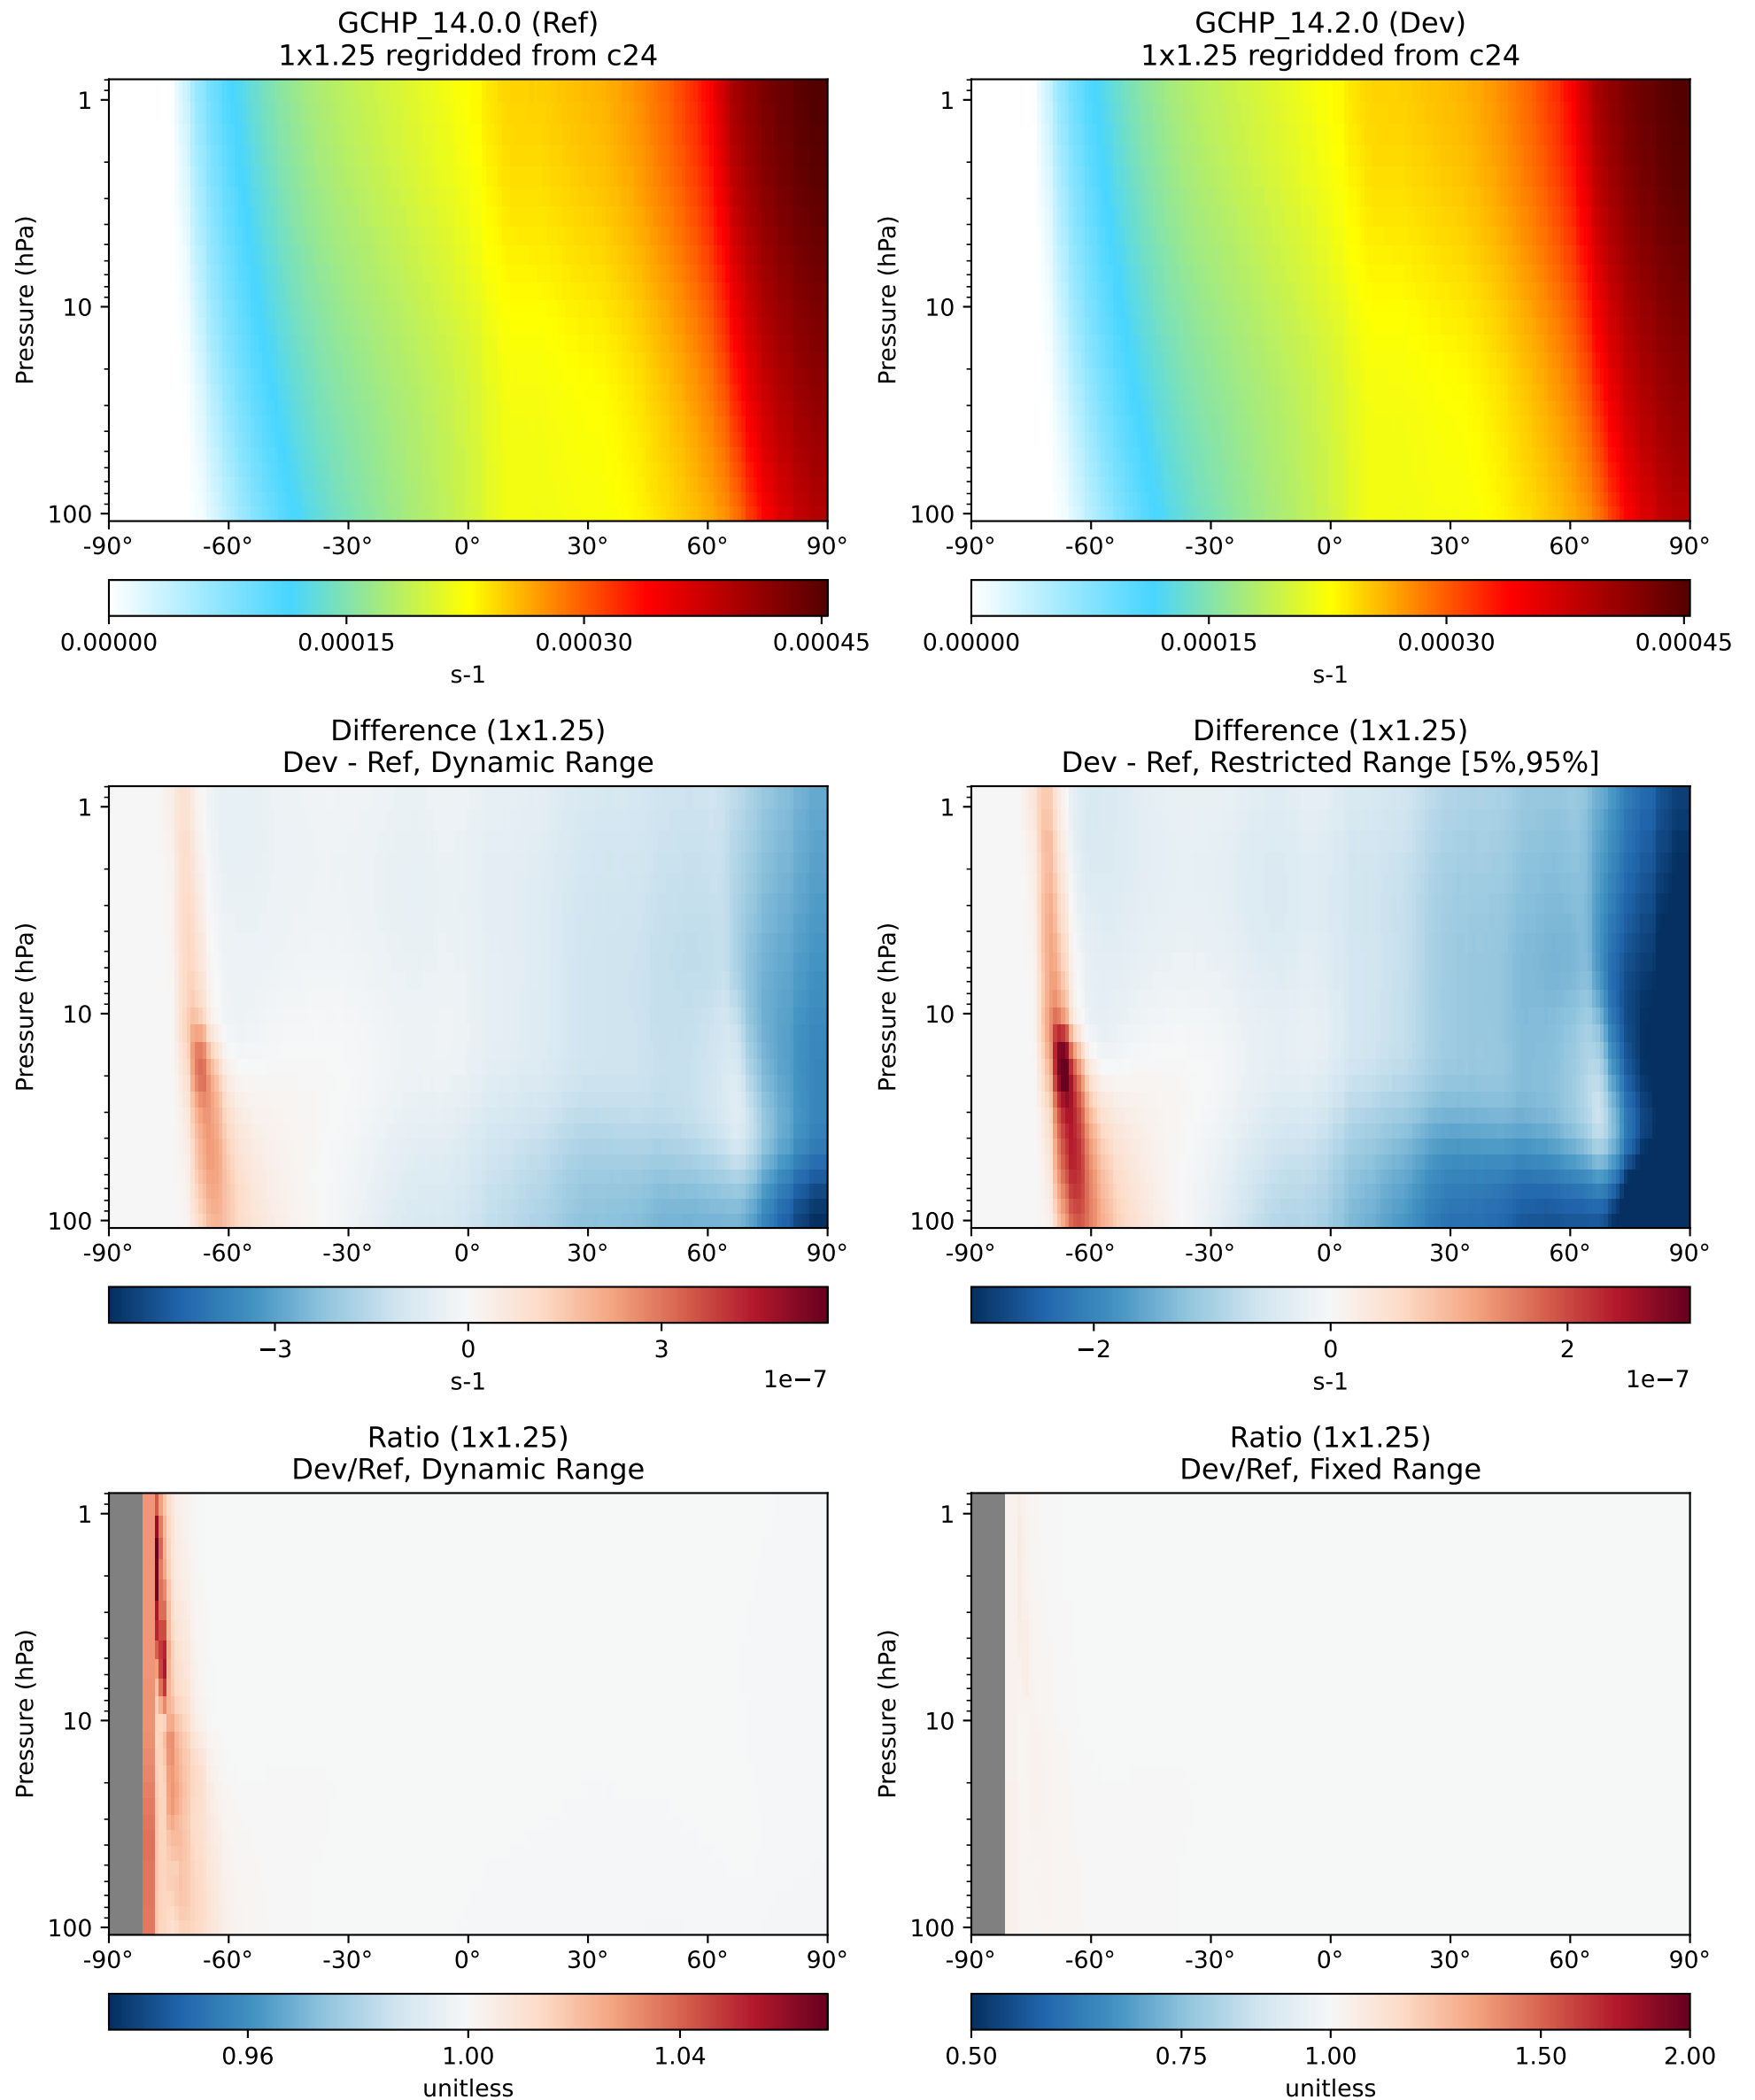 GCHP_14.0.0 (Ref)
1x1.25 regridded from c24
Pressure (hPa)
1
10
100
-90° -60° -30° 0° 30° 60° 90°
0.00000 0.00015 0.00030 0.00045
s-1
GCHP_14.2.0 (Dev)
1x1.25 regridded from c24
Pressure (hPa)
1
10
100
-90° -60° -30° 0° 30° 60° 90°
0.00000 0.00015 0.00030 0.00045
s-1
Difference (1x1.25)
Dev - Ref, Dynamic Range
Pressure (hPa)
1
10
100
-90° -60° -30° 0° 30° 60° 90°
−3 0 3
s-1 1e−7
Difference (1x1.25)
Dev - Ref, Restricted Range [5%,95%]
Pressure (hPa)
1
10
100
-90° -60° -30° 0° 30° 60° 90°
−2 0 2
s-1 1e−7
Ratio (1x1.25)
Dev/Ref, Dynamic Range
Pressure (hPa)
1
10
100
-90° -60° -30° 0° 30° 60° 90°
0.96 1.00 1.04
unitless
Ratio (1x1.25)
Dev/Ref, Fixed Range
Pressure (hPa)
1
10
100
-90° -60° -30° 0° 30° 60° 90°
0.50 0.75 1.00 1.50 2.00
unitless